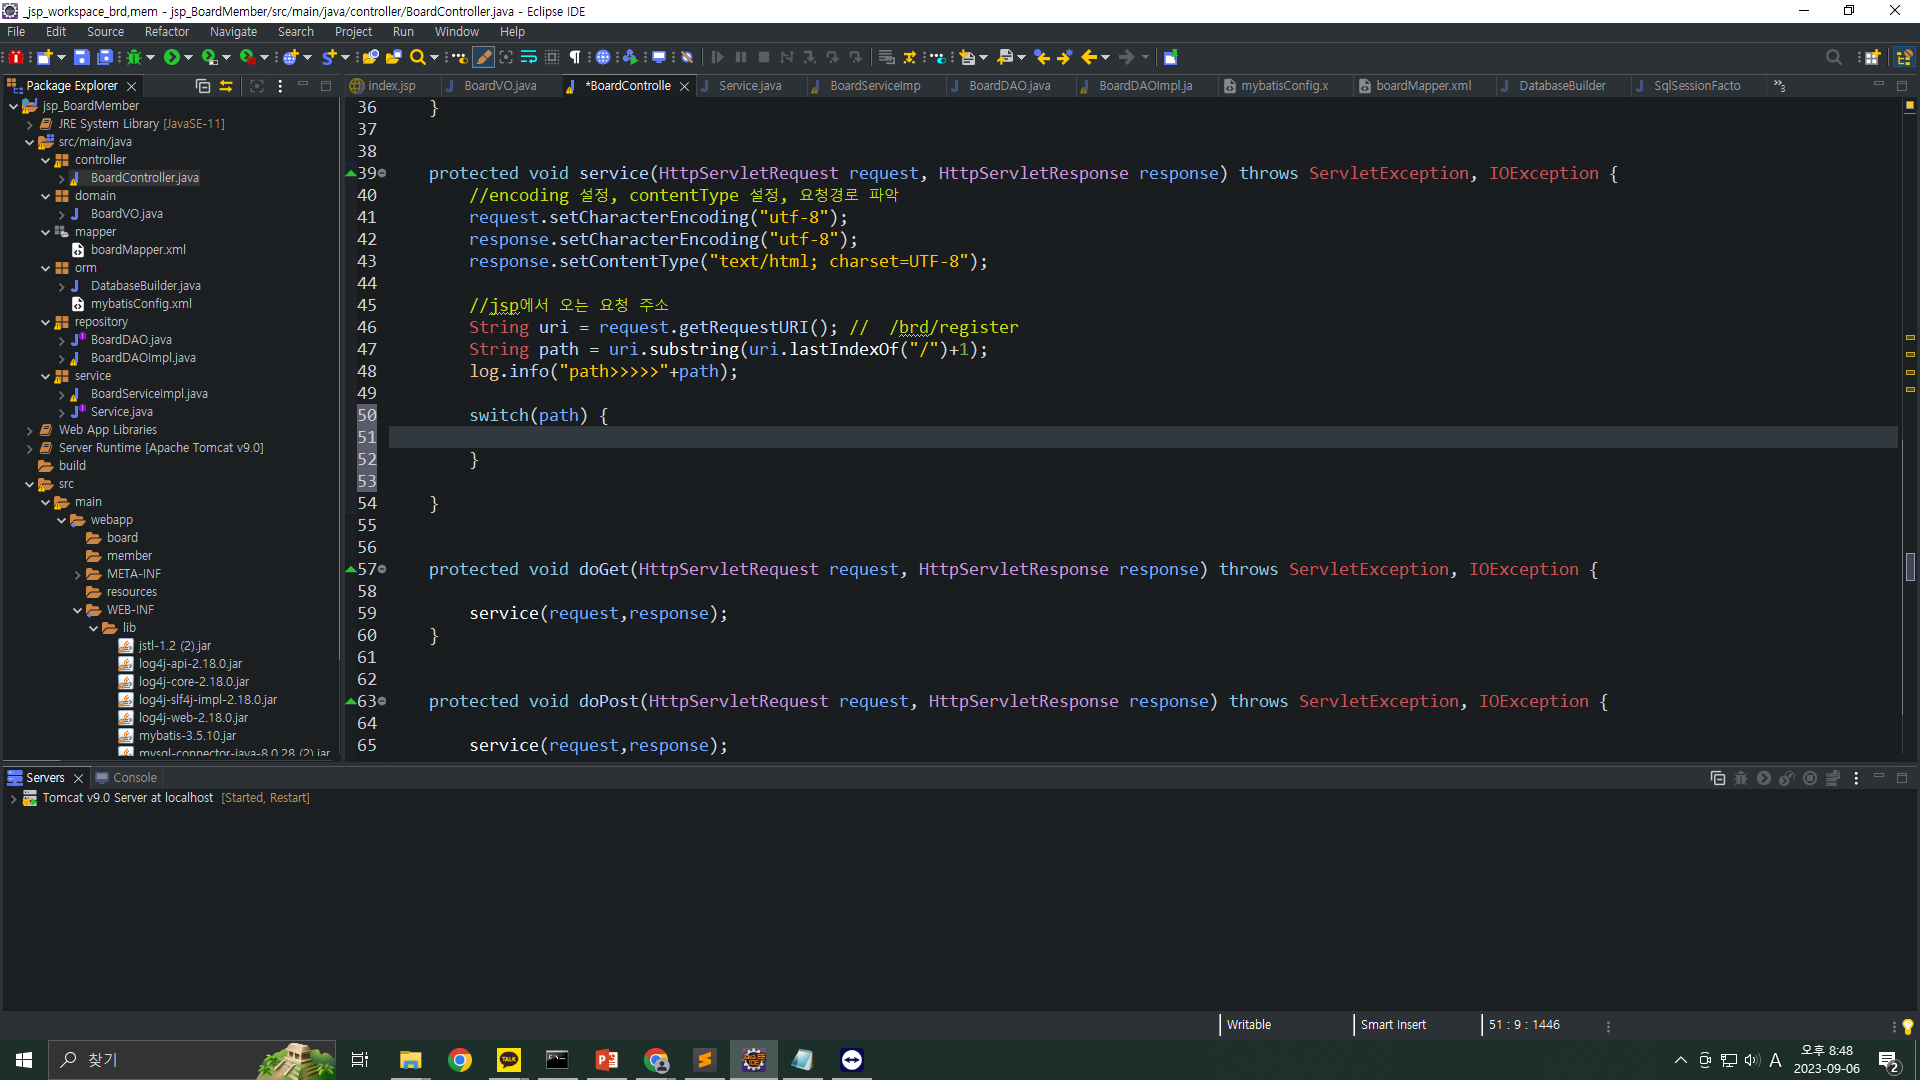 _jsp_workspace_brd,mem - jsp_BoardMember/src/main/java/controller/BoardController.java - Eclipse IDE
File Edit Source Refactor Navigate Search Project Run Window Help
Package Explorer
index.jsp BoardVO.java *BoardControlle Service.java BoardServiceImp BoardDAO.java BoardDAOImpl.ja mybatisConfig.x boardMapper.xml DatabaseBuilder SqlSessionFacto »3
jsp_BoardMember
JRE System Library [JavaSE-11]
src/main/java
controller
BoardController.java
domain
BoardVO.java
mapper
boardMapper.xml
orm
DatabaseBuilder.java
mybatisConfig.xml
repository
BoardDAO.java
BoardDAOImpl.java
service
BoardServiceImpl.java
Service.java
Web App Libraries
Server Runtime [Apache Tomcat v9.0]
build
src
main
webapp
board
member
META-INF
resources
WEB-INF
lib
jstl-1.2 (2).jar
log4j-api-2.18.0.jar
log4j-core-2.18.0.jar
log4j-slf4j-impl-2.18.0.jar
log4j-web-2.18.0.jar
mybatis-3.5.10.jar
mysql-connector-java-8.0.28 (2).jar
36 }
37
38
39 protected void service(HttpServletRequest request, HttpServletResponse response) throws ServletException, IOException {
40 //encoding 설정, contentType 설정, 요청경로 파악
41 request.setCharacterEncoding("utf-8");
42 response.setCharacterEncoding("utf-8");
43 response.setContentType("text/html; charset=UTF-8");
44
45 //jsp에서 오는 요청 주소
46 String uri = request.getRequestURI(); // /brd/register
47 String path = uri.substring(uri.lastIndexOf("/")+1);
48 log.info("path>>>>>"+path);
49
50 switch(path) {
51
52 }
53
54 }
55
56
57 protected void doGet(HttpServletRequest request, HttpServletResponse response) throws ServletException, IOException {
58
59 service(request,response);
60 }
61
62
63 protected void doPost(HttpServletRequest request, HttpServletResponse response) throws ServletException, IOException {
64
65 service(request,response);
Servers Console
Tomcat v9.0 Server at localhost [Started, Restart]
Writable Smart Insert 51 : 9 : 1446
찾기
TALK
A
오후 8:48
2023-09-06
2